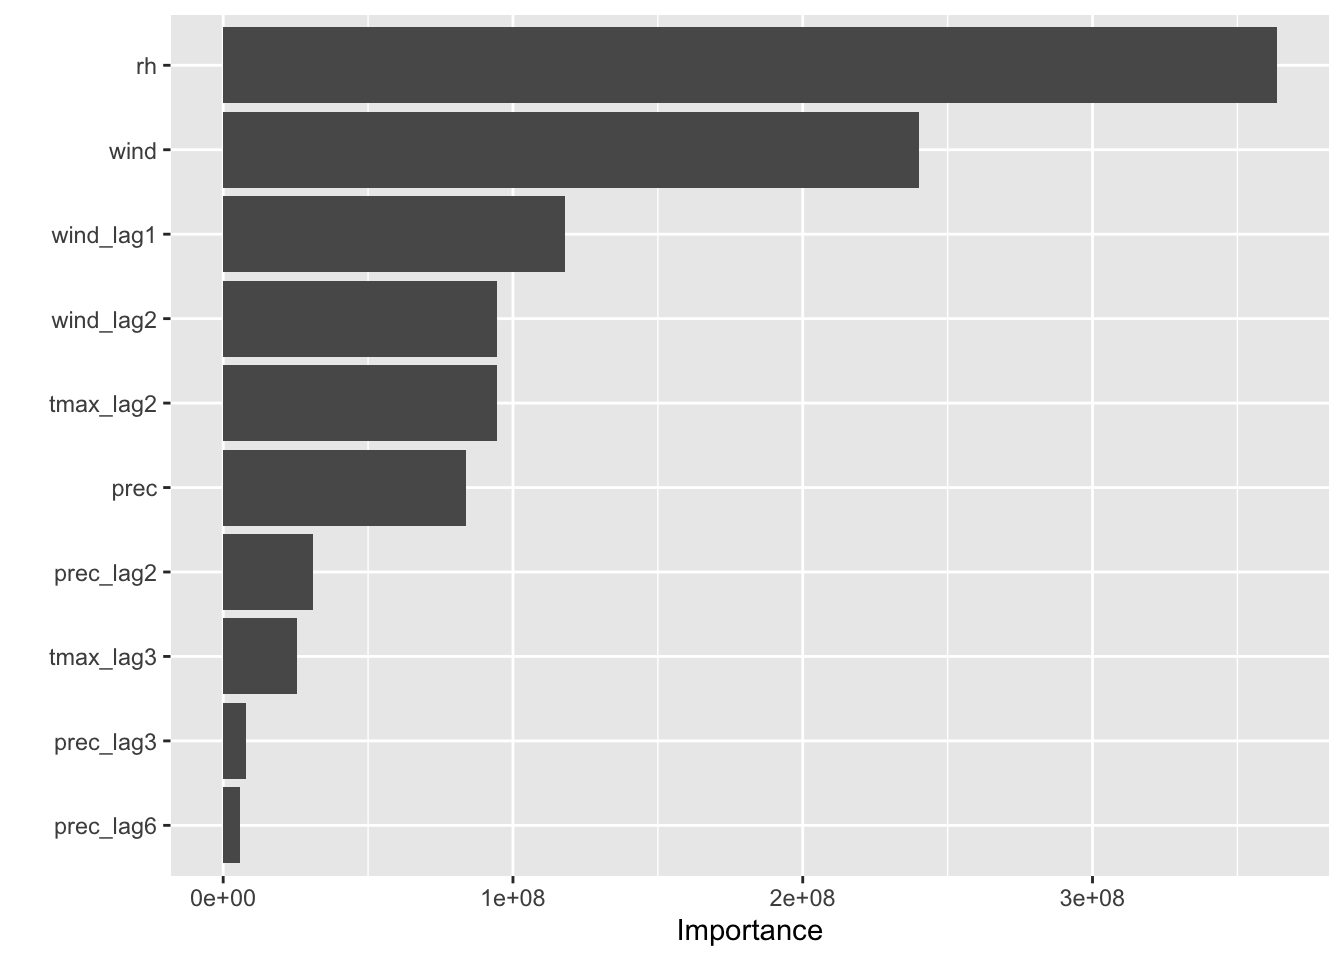 rh
wind
wind_lag1
wind_lag2
tmax_lag2
prec
prec_lag2
tmax_lag3
prec_lag3
prec_lag6
0e+00 1e+08 2e+08 3e+08
Importance